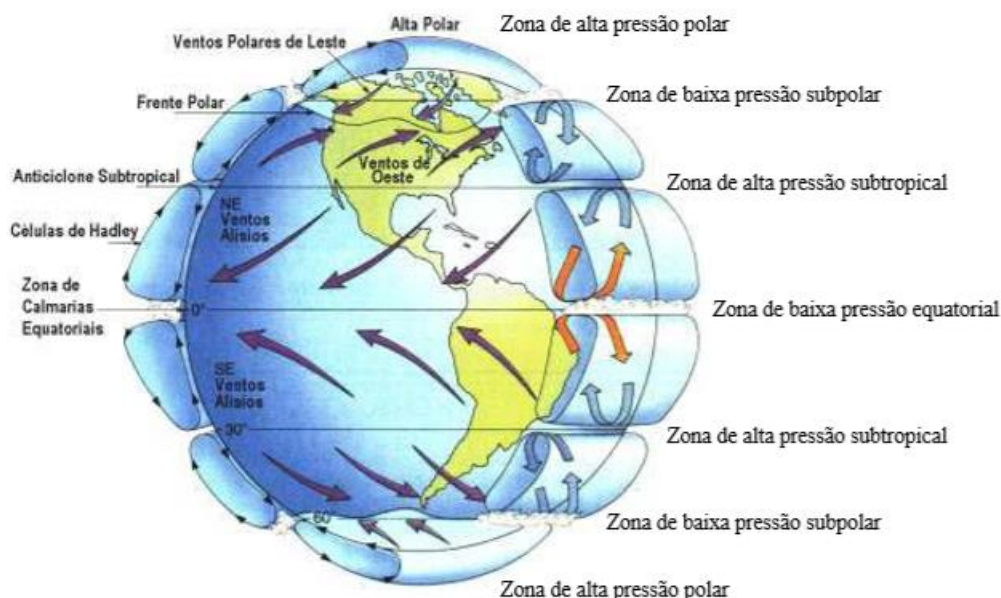 Alta Polar
Zona de alta pressão polar
Ventos Polares de Leste
Zona de baixa pressão subpolar
Frente Polar
Ventos de
Oeste
Anticiclone Subtropical
Zona de alta pressão subtropical
NE
Ventos
Alísios
Células de Hadley
Zona de
Calmarias
Equatoriais
0°
Zona de baixa pressão equatorial
SE
Ventos
Alísios
30°
Zona de alta pressão subtropical
60°
Zona de baixa pressão subpolar
Zona de alta pressão polar